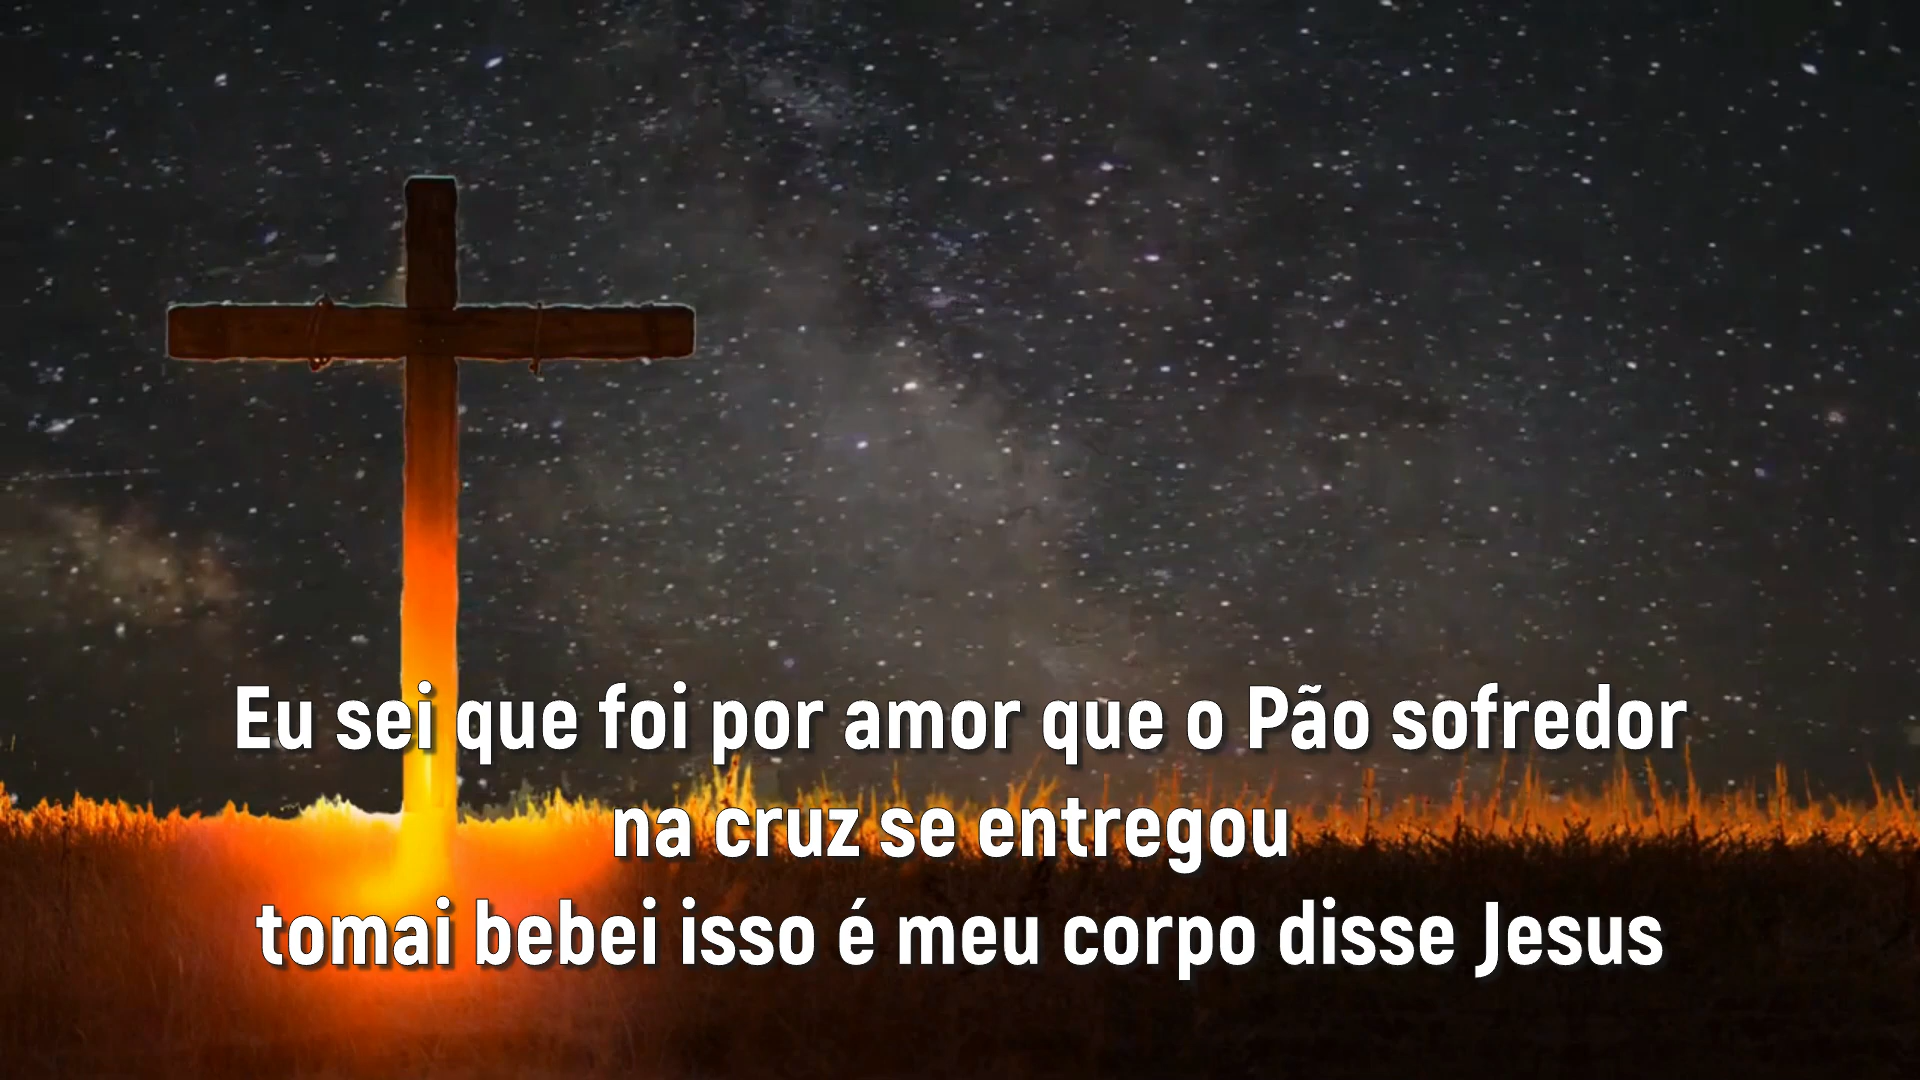 Eu sei que foi por amor que o Pão sofredor
na cruz se entregou
tomai bebei isso é meu corpo disse Jesus